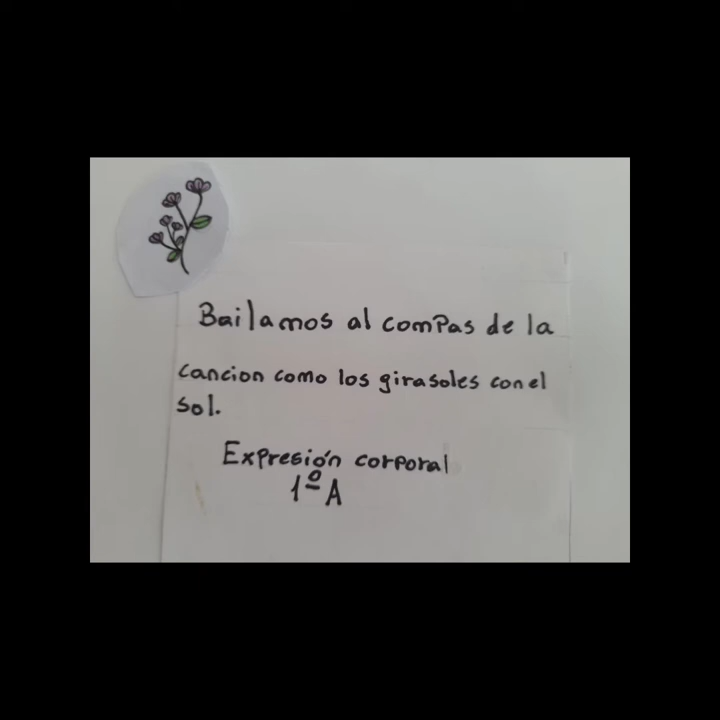 Bailamos al compas de la
cancion como los girasoles con el
sol.
Expresión corporal
1º A